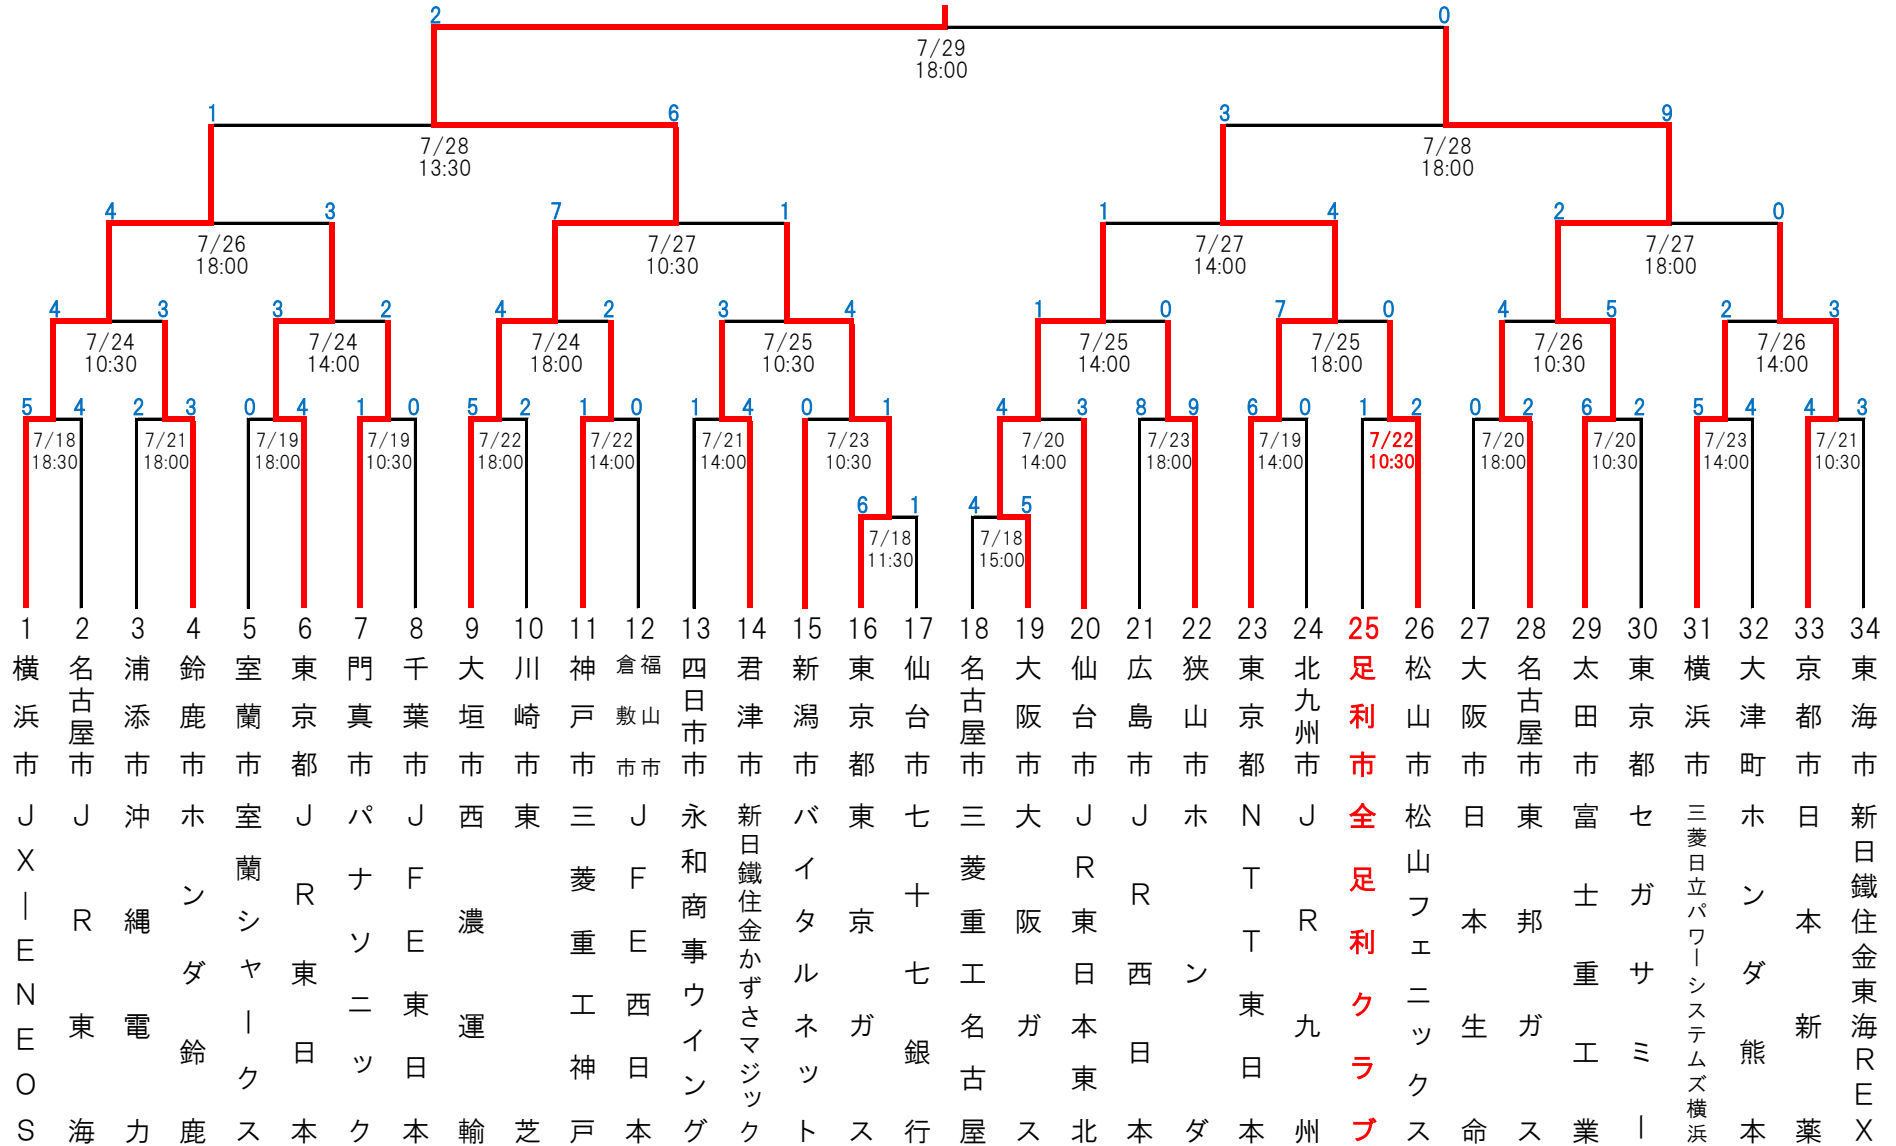 2 0
7/29
18:00
1 6 3 9
7/28 7/28
13:30 18:00
4 3 7 1 1 4 2 0
7/26 7/27 7/27 7/27
18:00 10:30 14:00 18:00
4 3 3 2 4 2 3 4 1 0 7 0 4 5 2 3
7/24 7/24 7/24 7/25 7/25 7/25 7/26 7/26
10:30 14:00 18:00 10:30 14:00 18:00 10:30 14:00
5 4 2 3 0 4 1 0 5 2 1 0 1 4 0 1 4 3 8 9 6 0 1 2 0 2 6 2 5 4 4 3
7/18 7/21 7/19 7/19 7/22 7/22 7/21 7/23 7/20 7/23 7/19 7/22 7/20 7/20 7/23 7/21
18:30 18:00 18:00 10:30 18:00 14:00 14:00 10:30 14:00 18:00 14:00 10:30 18:00 10:30 14:00 10:30
6 1 4 5
7/18 7/18
11:30 15:00
1 横浜市 JX―ENEOS
2 名古屋市 JR東海
3 浦添市 沖縄電力
4 鈴鹿市 ホンダ鈴鹿
5 室蘭市 室蘭シャークス
6 東京都 JR東日本
7 門真市 パナソニック
8 千葉市 JFE東日本
9 大垣市 西濃運輸
10 川崎市 東芝
11 神戸市 三菱重工神戸
12 福山市 倉敷市 JFE西日本
13 四日市市 永和商事ウイング
14 君津市 新日鐵住金かずさマジック
15 新潟市 バイタルネット
16 東京都 東京ガス
17 仙台市 七十七銀行
18 名古屋市 三菱重工名古屋
19 大阪市 大阪ガス
20 仙台市 JR東日本東北
21 広島市 JR西日本
22 狭山市 ホンダ
23 東京都 NTT東日本
24 北九州市 JR九州
25 足利市 全足利クラブ
26 松山市 松山フェニックス
27 大阪市 日本生命
28 名古屋市 東邦ガス
29 太田市 富士重工業
30 東京都 セガサミー
31 横浜市 三菱日立パワーシステムズ横浜
32 大津町 ホンダ熊本
33 京都市 日本新薬
34 東海市 新日鐵住金東海REX